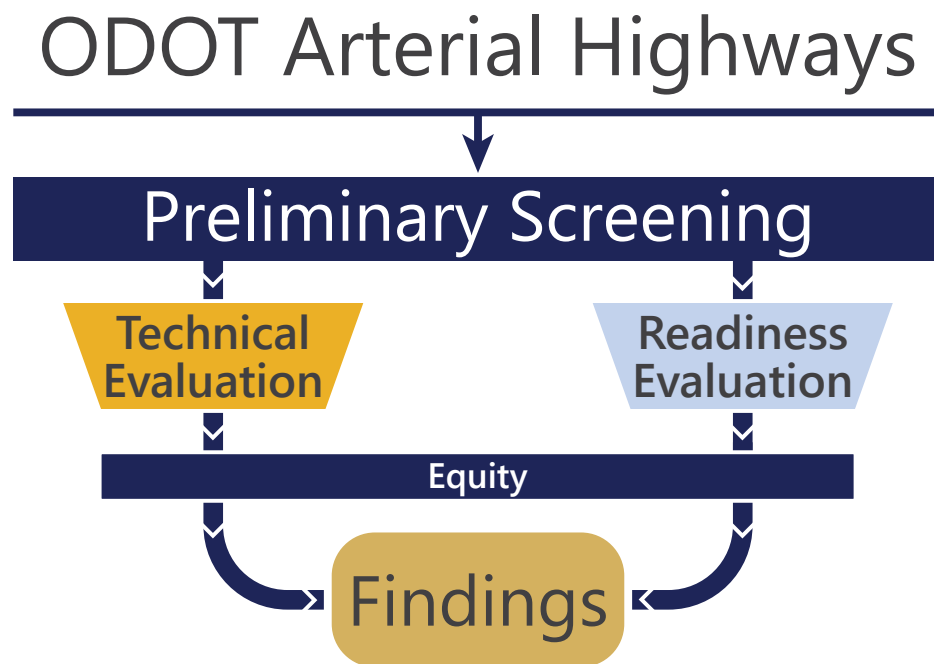 ODOT Arterial Highways
Preliminary Screening
Technical
Evaluation
Readiness
Evaluation
Equity
Findings